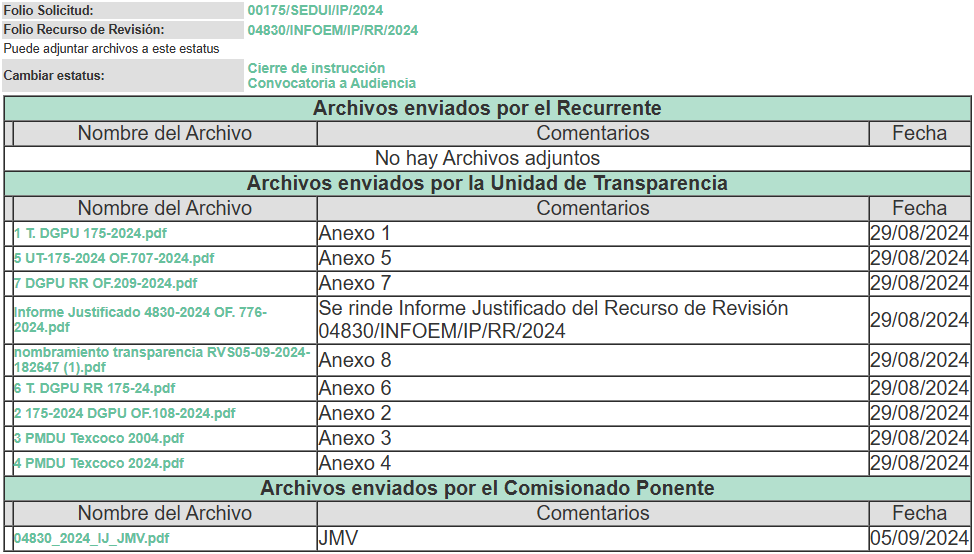 Folio Solicitud: 00175/SEDUI/IP/2024
Folio Recurso de Revisión: 04830/INFOEM/IP/RR/2024
Puede adjuntar archivos a este estatus
Cambiar estatus: Cierre de instrucción
Convocatoria a Audiencia
Archivos enviados por el Recurrente
Nombre del Archivo Comentarios Fecha
No hay Archivos adjuntos
Archivos enviados por la Unidad de Transparencia
Nombre del Archivo Comentarios Fecha
1 T. DGPU 175-2024.pdf Anexo 1 29/08/2024
5 UT-175-2024 OF.707-2024.pdf Anexo 5 29/08/2024
7 DGPU RR OF.209-2024.pdf Anexo 7 29/08/2024
Informe Justificado 4830-2024 OF. 776-
2024.pdf
Se rinde Informe Justificado del Recurso de Revisión
04830/INFOEM/IP/RR/2024
29/08/2024
nombramiento transparencia RVS05-09-2024-
182647 (1).pdf
Anexo 8 29/08/2024
6 T. DGPU RR 175-24.pdf Anexo 6 29/08/2024
2 175-2024 DGPU OF.108-2024.pdf Anexo 2 29/08/2024
3 PMDU Texcoco 2004.pdf Anexo 3 29/08/2024
4 PMDU Texcoco 2024.pdf Anexo 4 29/08/2024
Archivos enviados por el Comisionado Ponente
Nombre del Archivo Comentarios Fecha
04830_2024_IJ_JMV.pdf JMV 05/09/2024